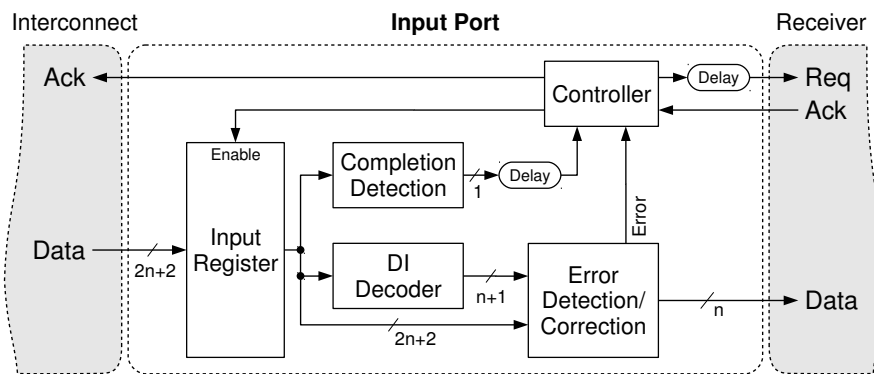 Interconnect
Input Port
Receiver
Ack
Controller
Delay
Req
Ack
Enable
Completion
Detection
1
Delay
Error
Data
2n+2
Input
Register
DI
Decoder
n+1
2n+2
Error
Detection/
Correction
n
Data